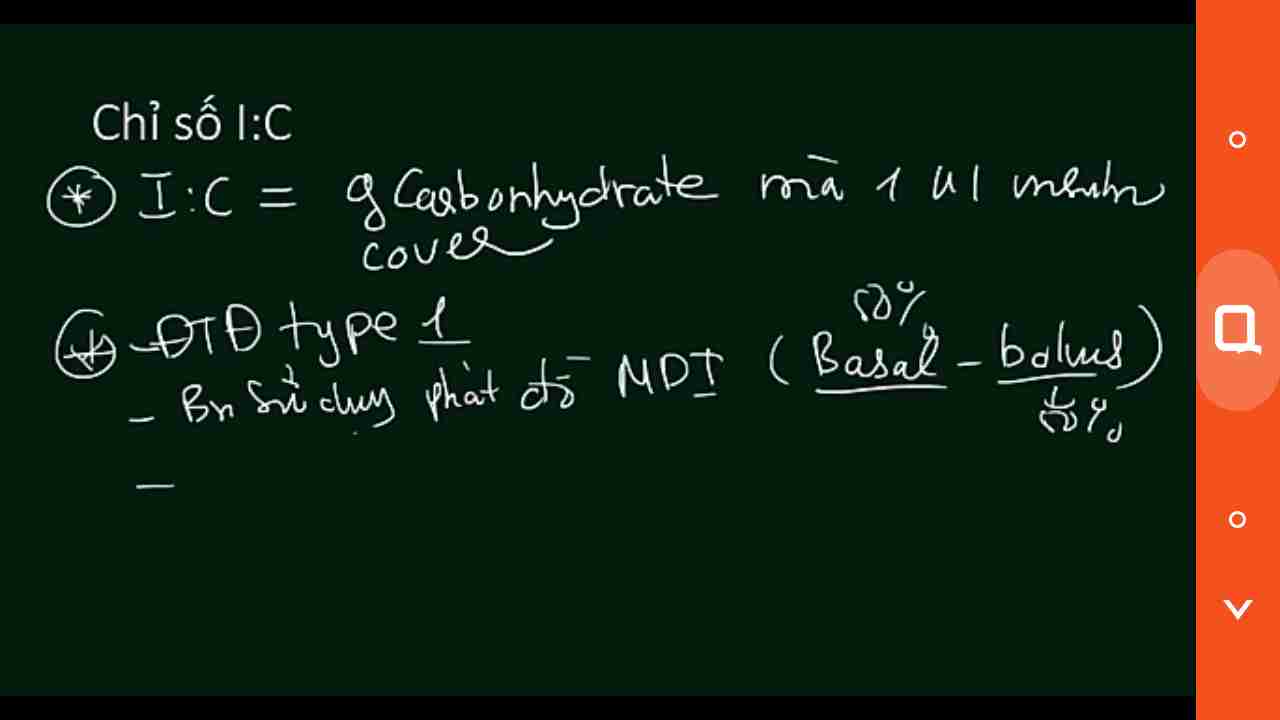 Chỉ số I:C
I:C = g Carbonhydrate mà 1 UI insulin
cover
- ĐTĐ type 1
- Bn sử dụng phát đồ MDI (Basal - bolus)
50% 50%